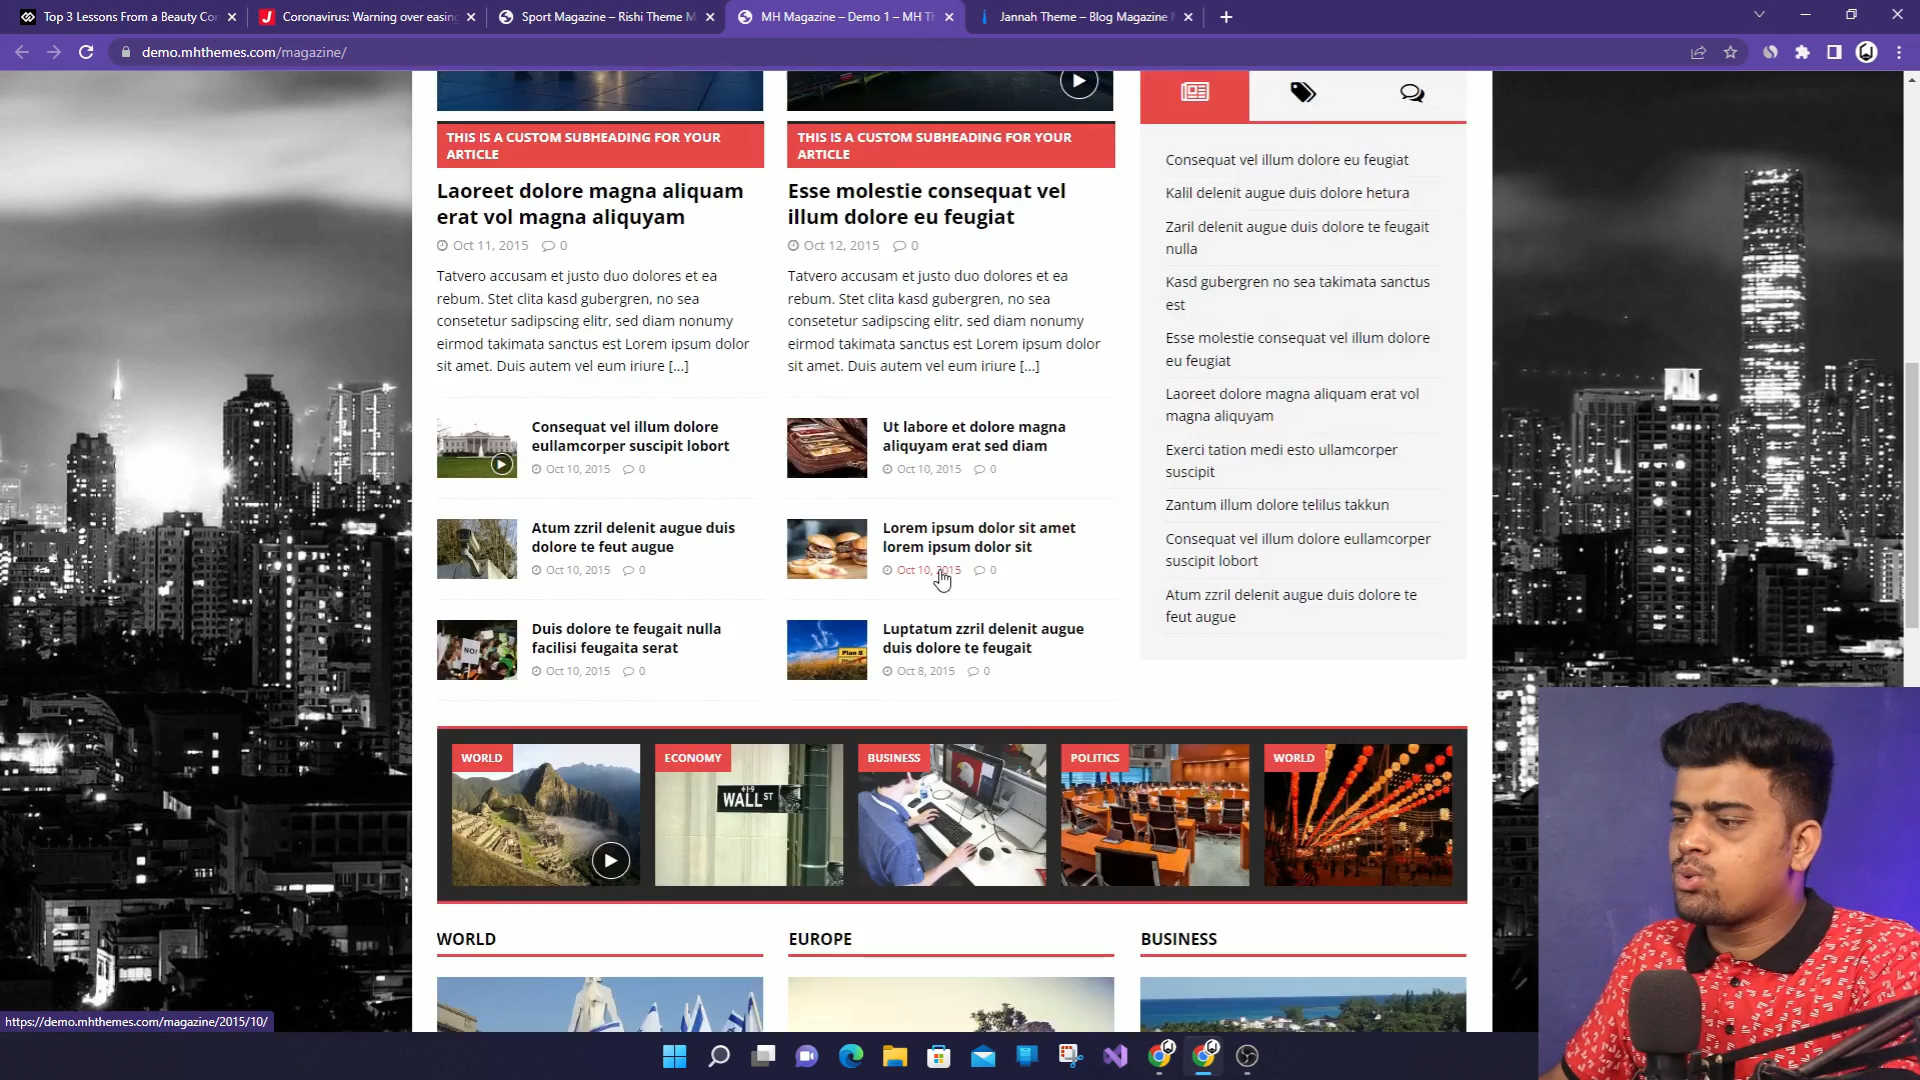 Top 3 Lessons From a Beauty Cor
Coronavirus: Warning over easing
Sport Magazine – Rishi Theme M
MH Magazine – Demo 1 – MH Th
Jannah Theme – Blog Magazine
demo.mhthemes.com/magazine/
THIS IS A CUSTOM SUBHEADING FOR YOUR
ARTICLE
Laoreet dolore magna aliquam
erat vol magna aliquyam
Oct 11, 2015 0
Tatvero accusam et justo duo dolores et ea
rebum. Stet clita kasd gubergren, no sea
consetetur sadipscing elitr, sed diam nonumy
eirmod takimata sanctus est Lorem ipsum dolor
sit amet. Duis autem vel eum iriure [...]
Consequat vel illum dolore
eullamcorper suscipit lobort
Oct 10, 2015 0
Atum zzril delenit augue duis
dolore te feut augue
Oct 10, 2015 0
NO!
Duis dolore te feugait nulla
facilisi feugaita serat
Oct 10, 2015 0
THIS IS A CUSTOM SUBHEADING FOR YOUR
ARTICLE
Esse molestie consequat vel
illum dolore eu feugiat
Oct 12, 2015 0
Tatvero accusam et justo duo dolores et ea
rebum. Stet clita kasd gubergren, no sea
consetetur sadipscing elitr, sed diam nonumy
eirmod takimata sanctus est Lorem ipsum dolor
sit amet. Duis autem vel eum iriure [...]
Ut labore et dolore magna
aliquyam erat sed diam
Oct 10, 2015 0
Lorem ipsum dolor sit amet
lorem ipsum dolor sit
Oct 10, 2015 0
Plan B
Luptatum zzril delenit augue
duis dolore te feugait
Oct 8, 2015 0
Consequat vel illum dolore eu feugiat
Kalil delenit augue duis dolore hetura
Zaril delenit augue duis dolore te feugait
nulla
Kasd gubergren no sea takimata sanctus
est
Esse molestie consequat vel illum dolore
eu feugiat
Laoreet dolore magna aliquam erat vol
magna aliquyam
Exerci tation medi esto ullamcorper
suscipit
Zantum illum dolore telilus takkun
Consequat vel illum dolore eullamcorper
suscipit lobort
Atum zzril delenit augue duis dolore te
feut augue
WORLD
ECONOMY
WALL ST
BUSINESS
POLITICS
WORLD
WORLD
EUROPE
BUSINESS
https://demo.mhthemes.com/magazine/2015/10/